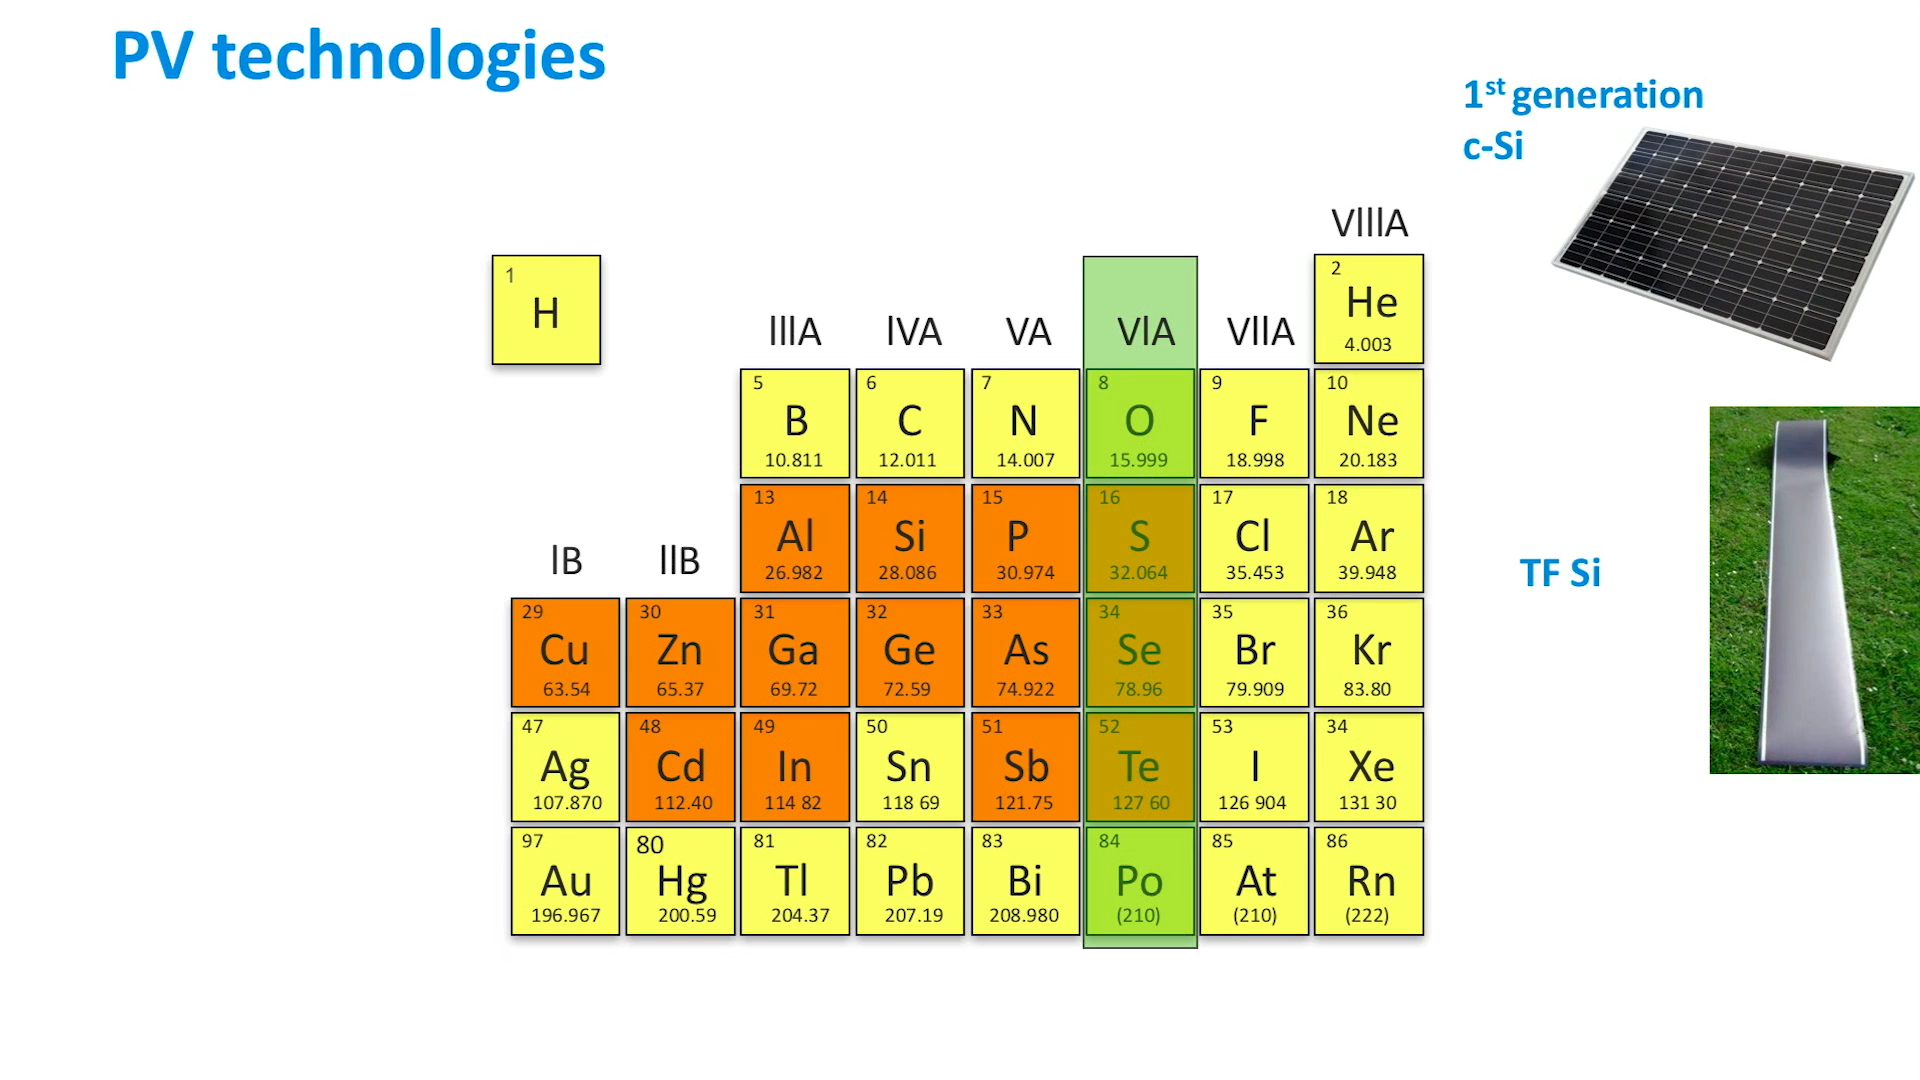 PV technologies
1st generation
c-Si
VIIIA
1
H
2
He
4.003
IIIA IVA VA VIA VIIA
5 6 7 8 9 10
B C N O F Ne
10.811 12.011 14.007 15.999 18.998 20.183
13 14 15 16 17 18
Al Si P S Cl Ar
26.982 28.086 30.974 32.064 35.453 39.948
IB IIB
TF Si
29 30 31 32 33 34 35 36
Cu Zn Ga Ge As Se Br Kr
63.54 65.37 69.72 72.59 74.922 78.96 79.909 83.80
47 48 49 50 51 52 53 34
Ag Cd In Sn Sb Te I Xe
107.870 112.40 114 82 118 69 121.75 127 60 126 904 131 30
97 80 81 82 83 84 85 86
Au Hg Tl Pb Bi Po At Rn
196.967 200.59 204.37 207.19 208.980 (210) (210) (222)